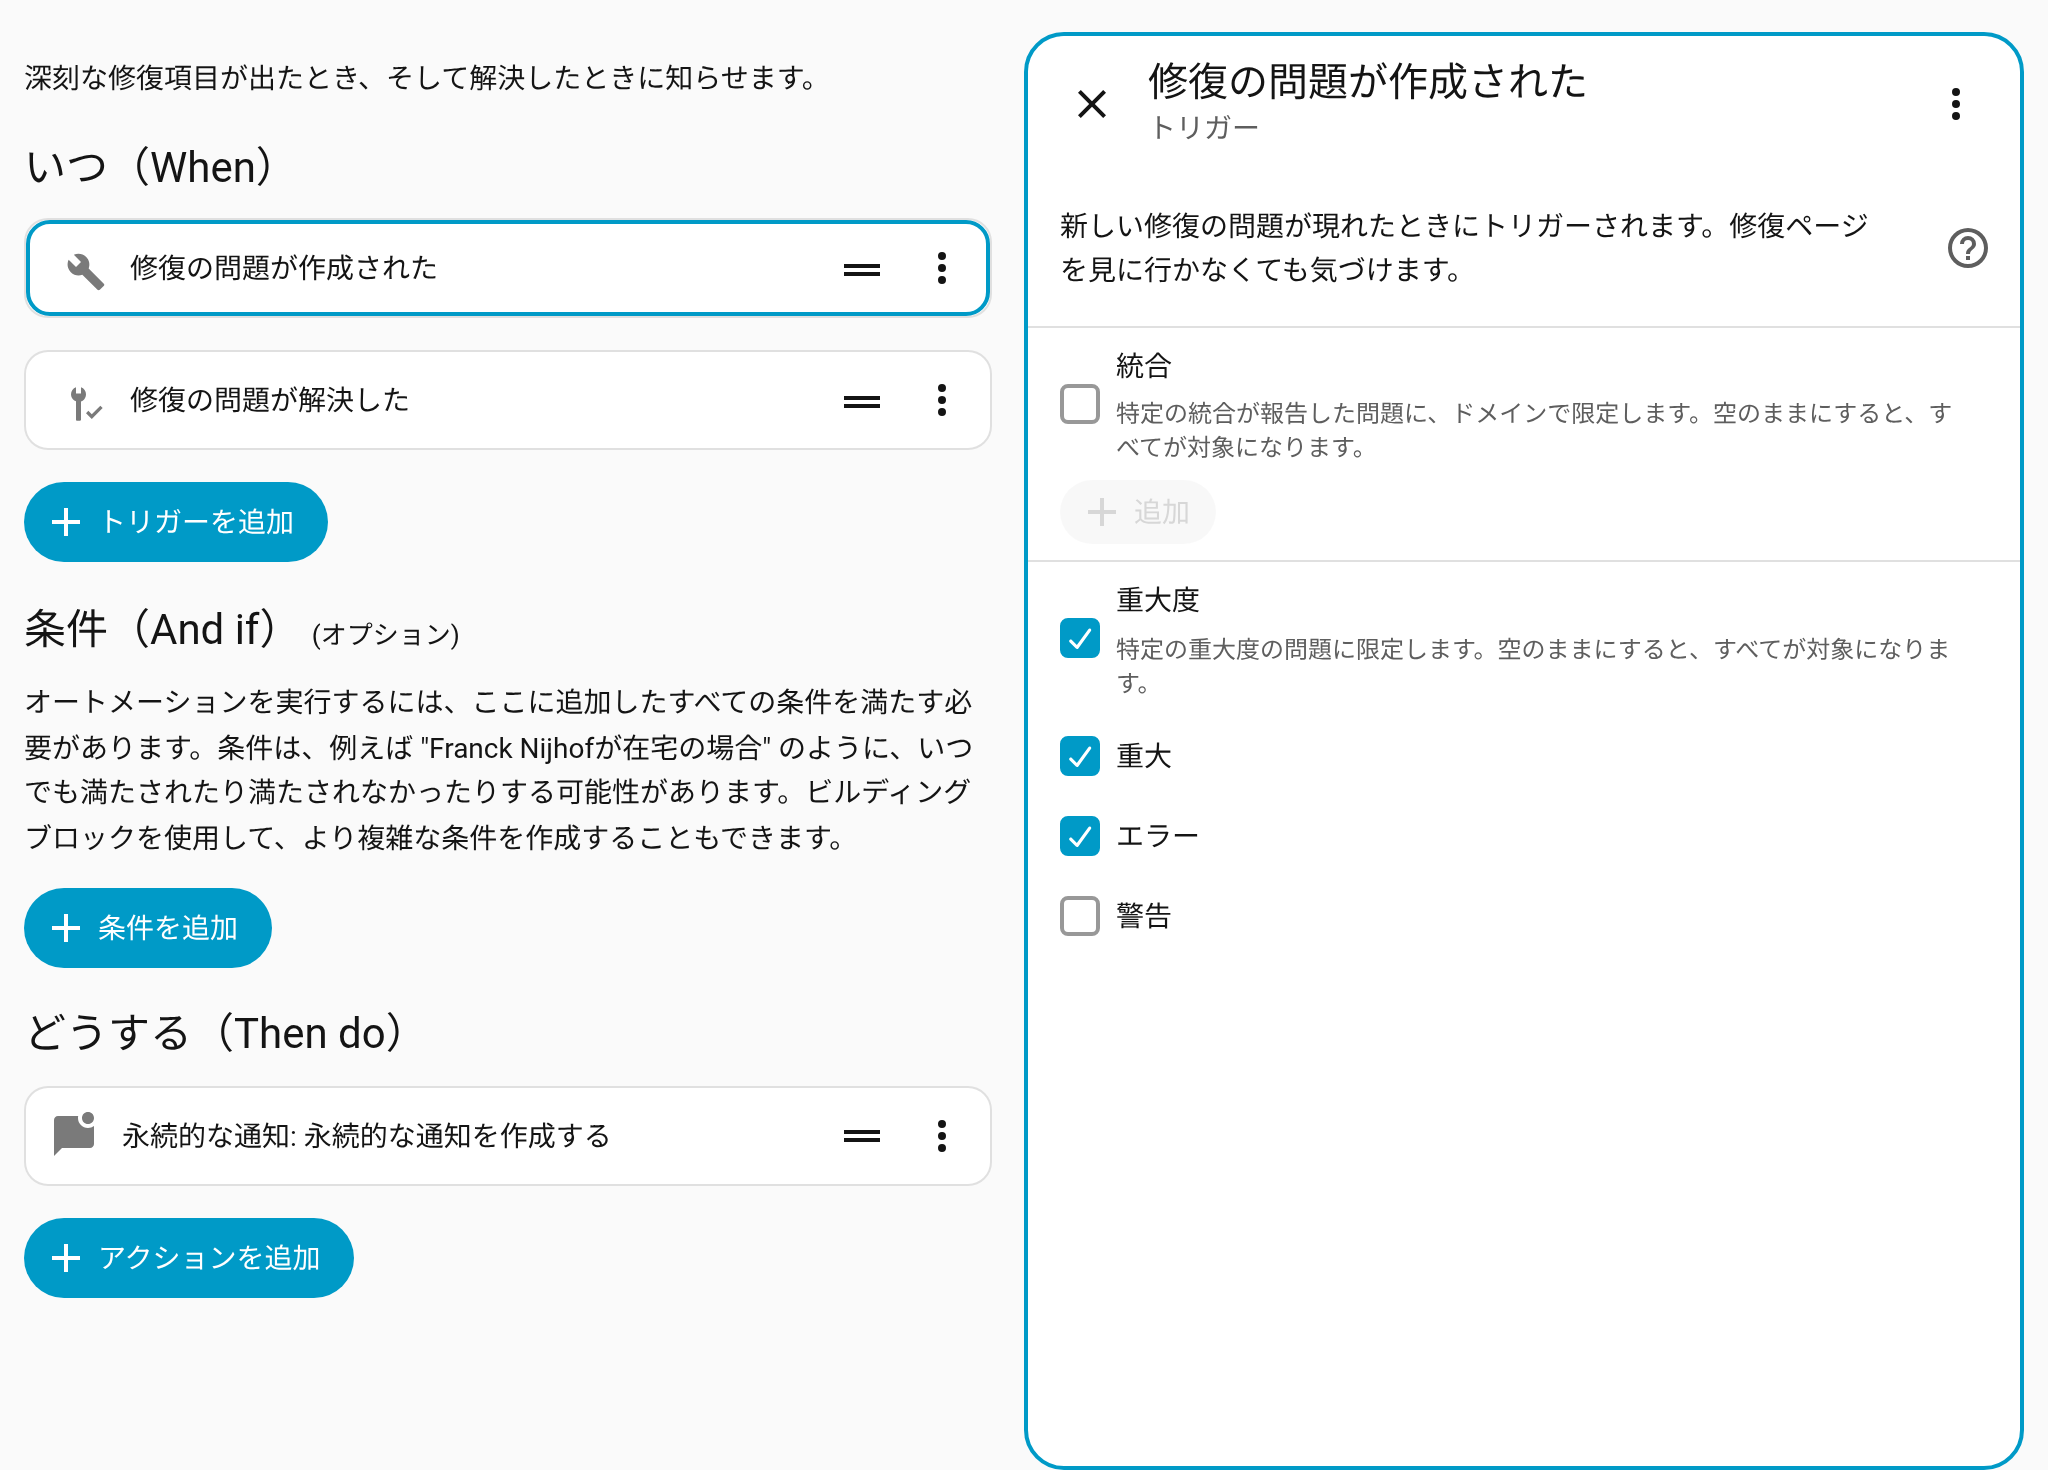 深刻な修復項目が出たとき、そして解決したときに知らせます。
いつ（When）
修復の問題が作成された
修復の問題が解決した
トリガーを追加
条件（And if） (オプション)
オートメーションを実行するには、ここに追加したすべての条件を満たす必
要があります。条件は、例えば "Franck Nijhofが在宅の場合" のように、いつ
でも満たされたり満たされなかったりする可能性があります。ビルディング
ブロックを使用して、より複雑な条件を作成することもできます。
条件を追加
どうする（Then do）
永続的な通知: 永続的な通知を作成する
アクションを追加
修復の問題が作成された
トリガー
新しい修復の問題が現れたときにトリガーされます。修復ページ
を見に行かなくても気づけます。
統合
特定の統合が報告した問題に、ドメインで限定します。空のままにすると、す
べてが対象になります。
追加
重大度
特定の重大度の問題に限定します。空のままにすると、すべてが対象になりま
す。
重大
エラー
警告